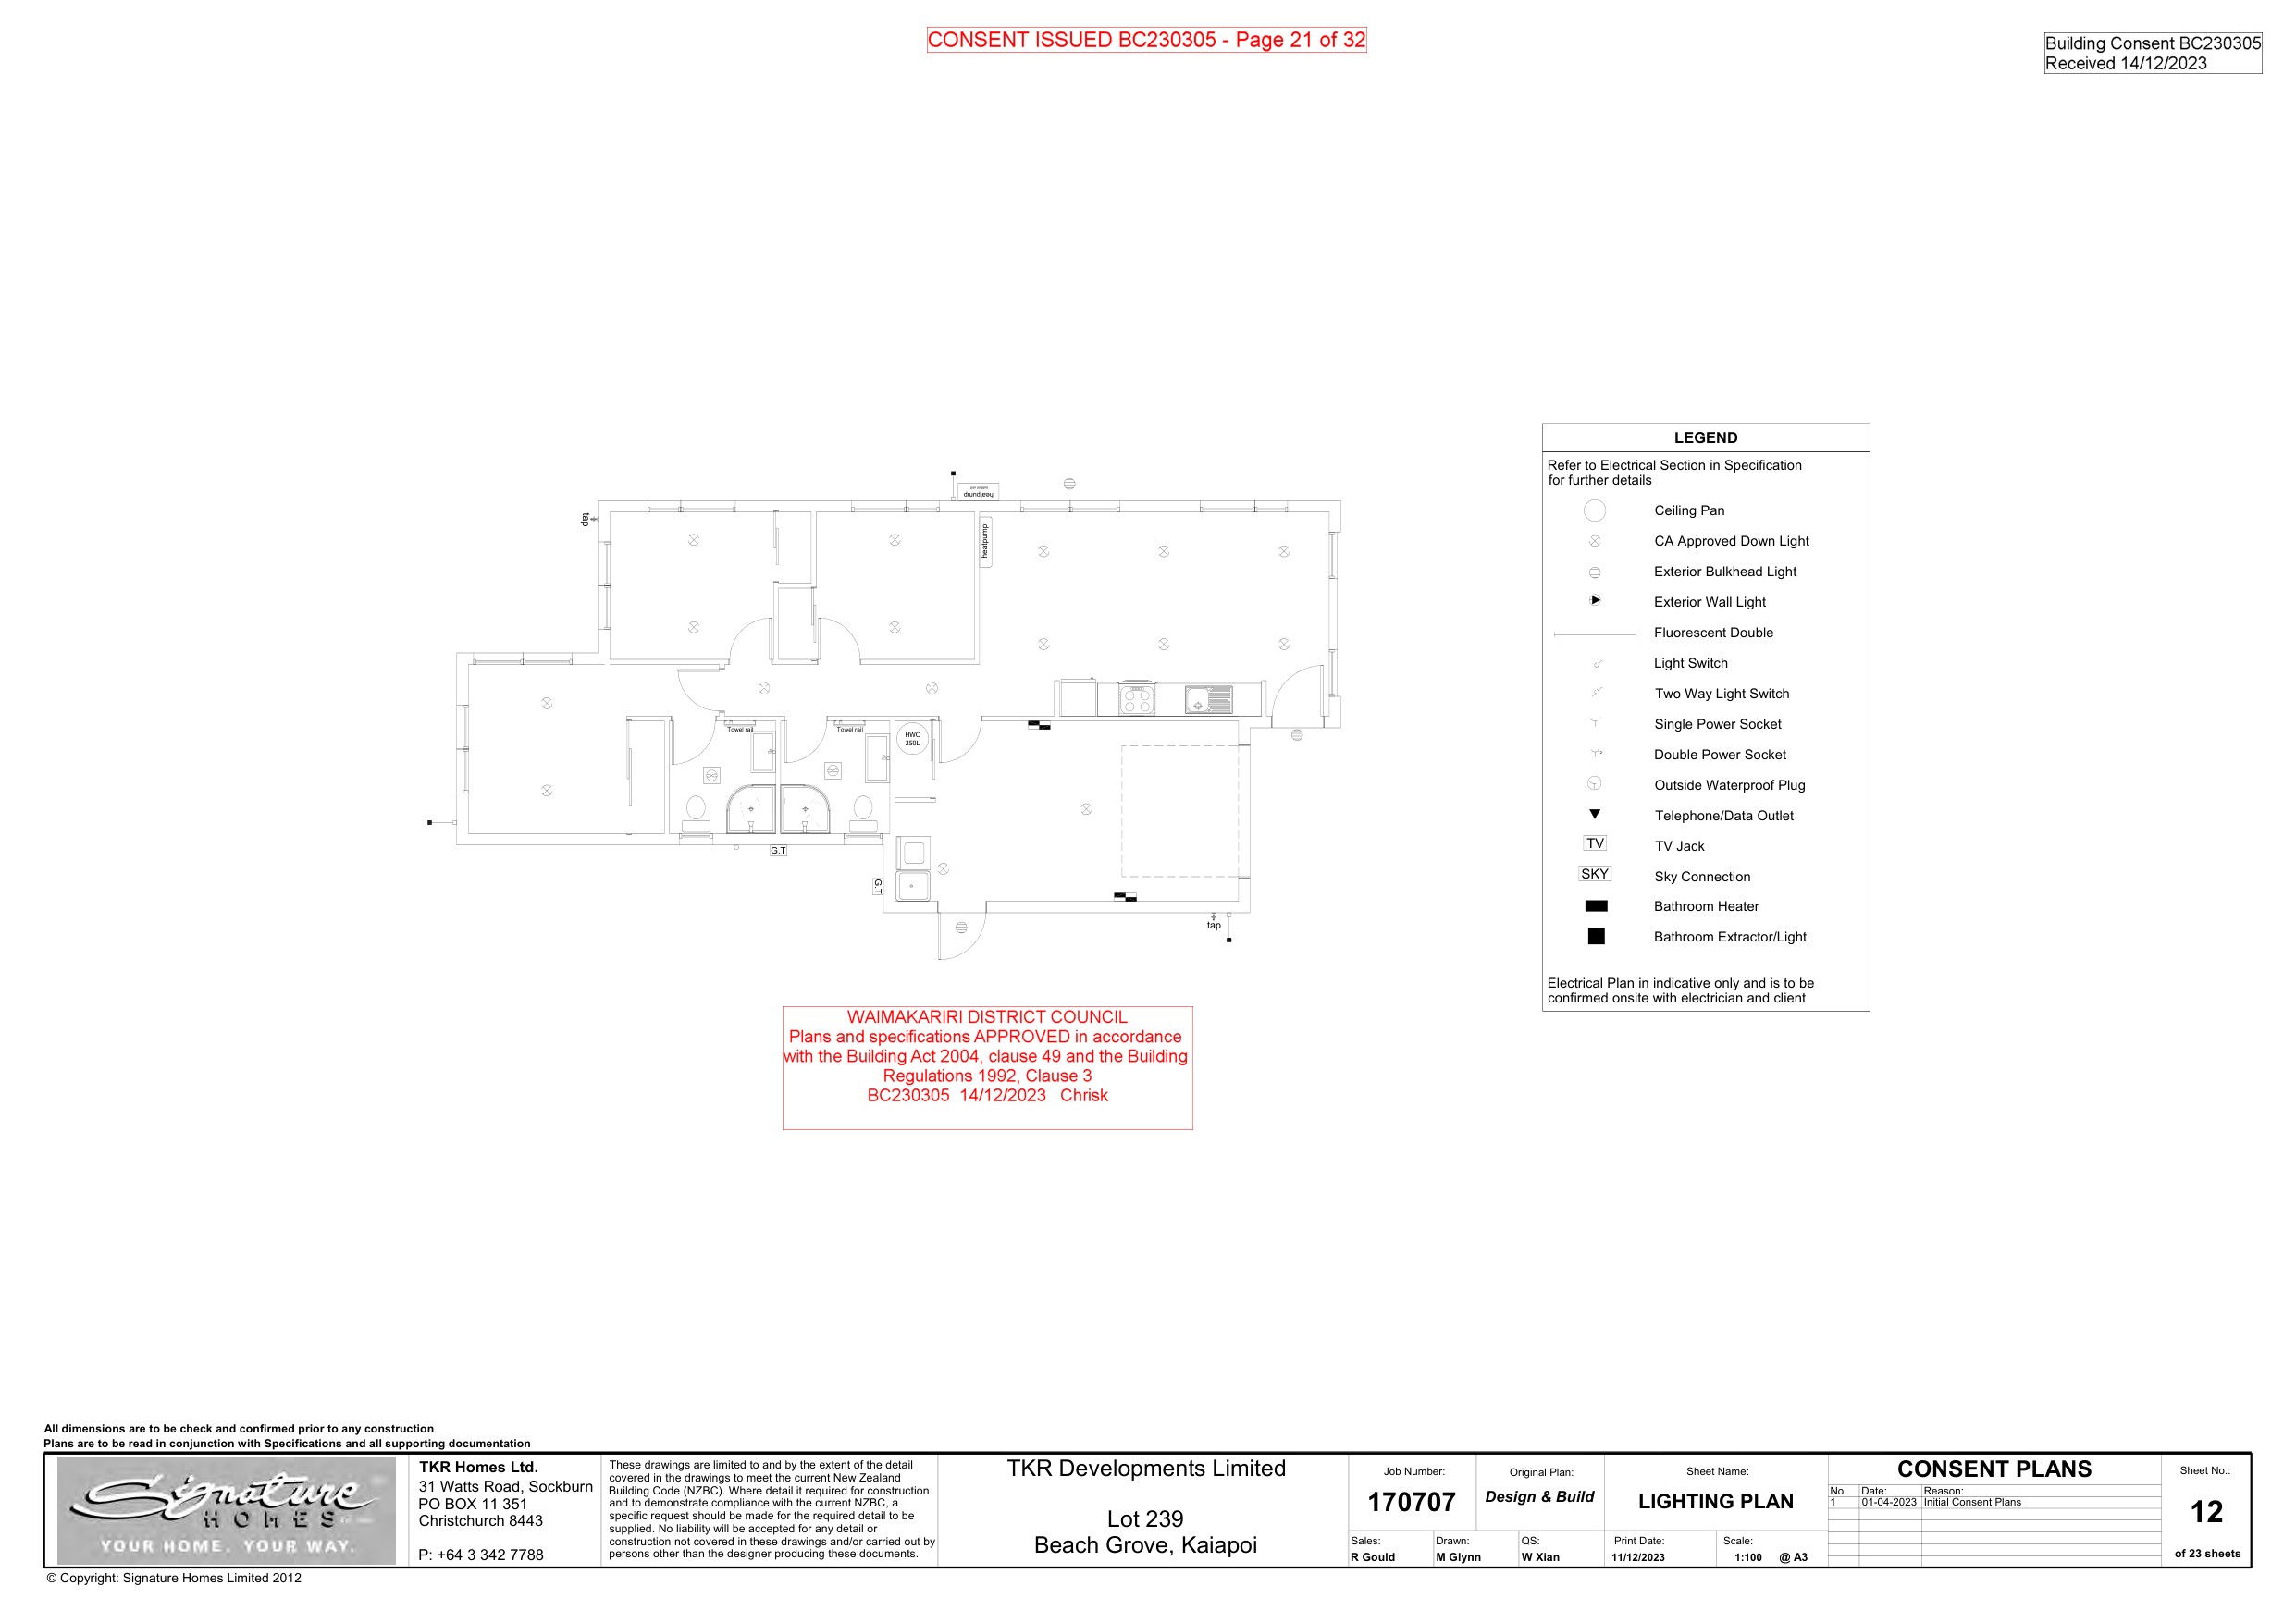 CONSENT ISSUED BC230305 - Page 21 of 32
Building Consent BC230305
Received 14/12/2023
heatpump
tap
heatpump
Towel rail
Towel rail
HWC
250L
G.T
G.T
tap
LEGEND
Refer to Electrical Section in Specification
for further details
Ceiling Pan
CA Approved Down Light
Exterior Bulkhead Light
Exterior Wall Light
Fluorescent Double
Light Switch
Two Way Light Switch
Single Power Socket
Double Power Socket
Outside Waterproof Plug
Telephone/Data Outlet
TV TV Jack
SKY Sky Connection
Bathroom Heater
Bathroom Extractor/Light
Electrical Plan in indicative only and is to be
confirmed onsite with electrician and client
WAIMAKARIRI DISTRICT COUNCIL
Plans and specifications APPROVED in accordance
with the Building Act 2004, clause 49 and the Building
Regulations 1992, Clause 3
BC230305 14/12/2023 Chrisk
All dimensions are to be check and confirmed prior to any construction
Plans are to be read in conjunction with Specifications and all supporting documentation
Signature
HOMES
YOUR HOME. YOUR WAY.
TKR Homes Ltd.
31 Watts Road, Sockburn
PO BOX 11 351
Christchurch 8443
P: +64 3 342 7788
These drawings are limited to and by the extent of the detail
covered in the drawings to meet the current New Zealand
Building Code (NZBC). Where detail it required for construction
and to demonstrate compliance with the current NZBC, a
specific request should be made for the required detail to be
supplied. No liability will be accepted for any detail or
construction not covered in these drawings and/or carried out by
persons other than the designer producing these documents.
TKR Developments Limited
Lot 239
Beach Grove, Kaiapoi
Job Number:
170707
Original Plan:
Design & Build
Sheet Name:
LIGHTING PLAN
Sales:
R Gould
Drawn:
M Glynn
QS:
W Xian
Print Date:
11/12/2023
Scale:
1:100 @ A3
CONSENT PLANS
No. Date: Reason:
1 01-04-2023 Initial Consent Plans
Sheet No.:
12
of 23 sheets
© Copyright: Signature Homes Limited 2012